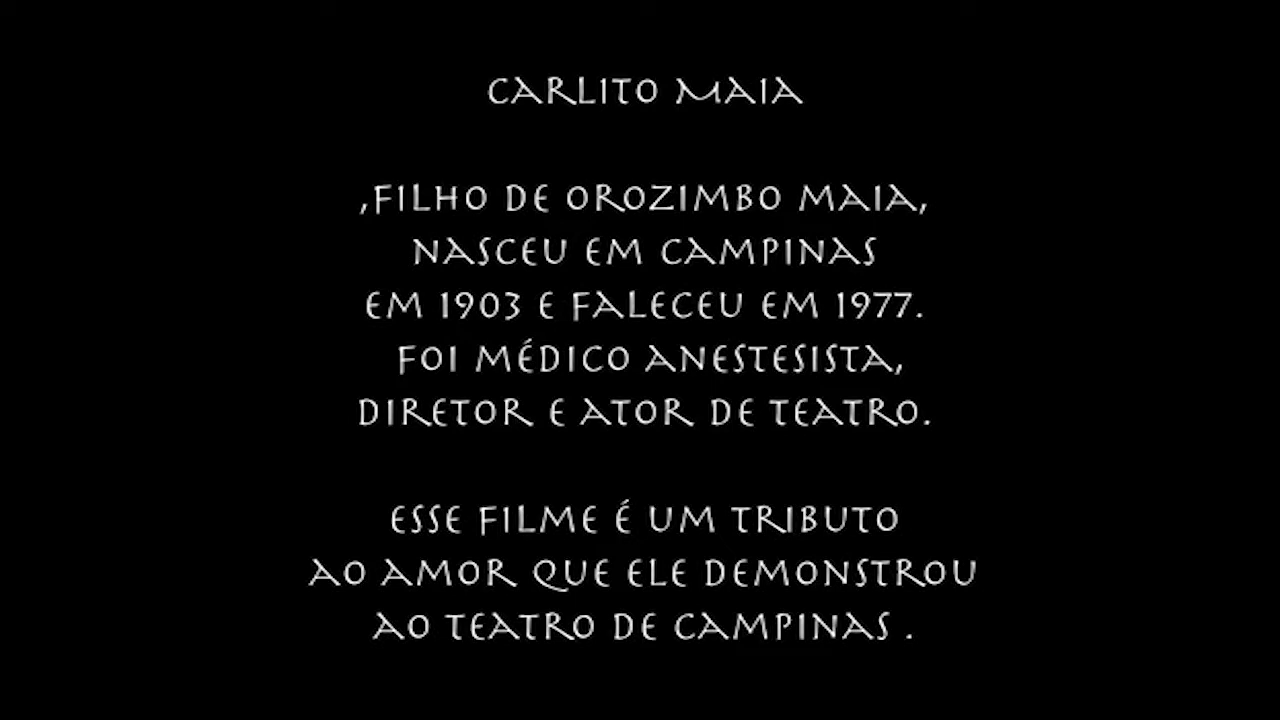 CARLITO MAIA
,FILHO DE OROZIMBO MAIA,
NASCEU EM CAMPINAS
EM 1903 E FALECEU EM 1977.
FOI MÉDICO ANESTESISTA,
DIRETOR E ATOR DE TEATRO.
ESSE FILME É UM TRIBUTO
AO AMOR QUE ELE DEMONSTROU
AO TEATRO DE CAMPINAS .